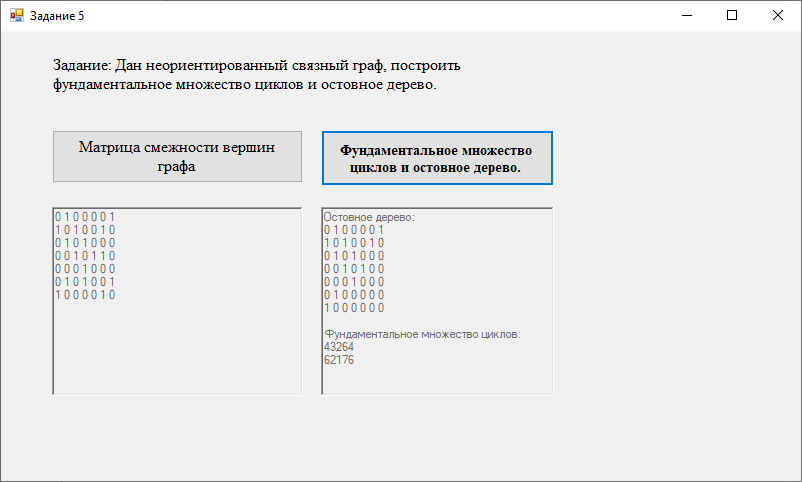 Задание 5
Задание: Дан неориентированный связный граф, построить
фундаментальное множество циклов и остовное дерево.
Матрица смежности вершин
графа
Фундаментальное множество
циклов и остовное дерево.
0 1 0 0 0 0 1
1 0 1 0 0 1 0
0 1 0 1 0 0 0
0 0 1 0 1 1 0
0 0 0 1 0 0 0
0 1 0 1 0 0 1
1 0 0 0 0 1 0
Остовное дерево:
0 1 0 0 0 0 1
1 0 1 0 0 1 0
0 1 0 1 0 0 0
0 0 1 0 1 0 0
0 0 0 1 0 0 0
0 1 0 0 0 0 0
1 0 0 0 0 0 0
Фундаментальное множество циклов:
43264
62176